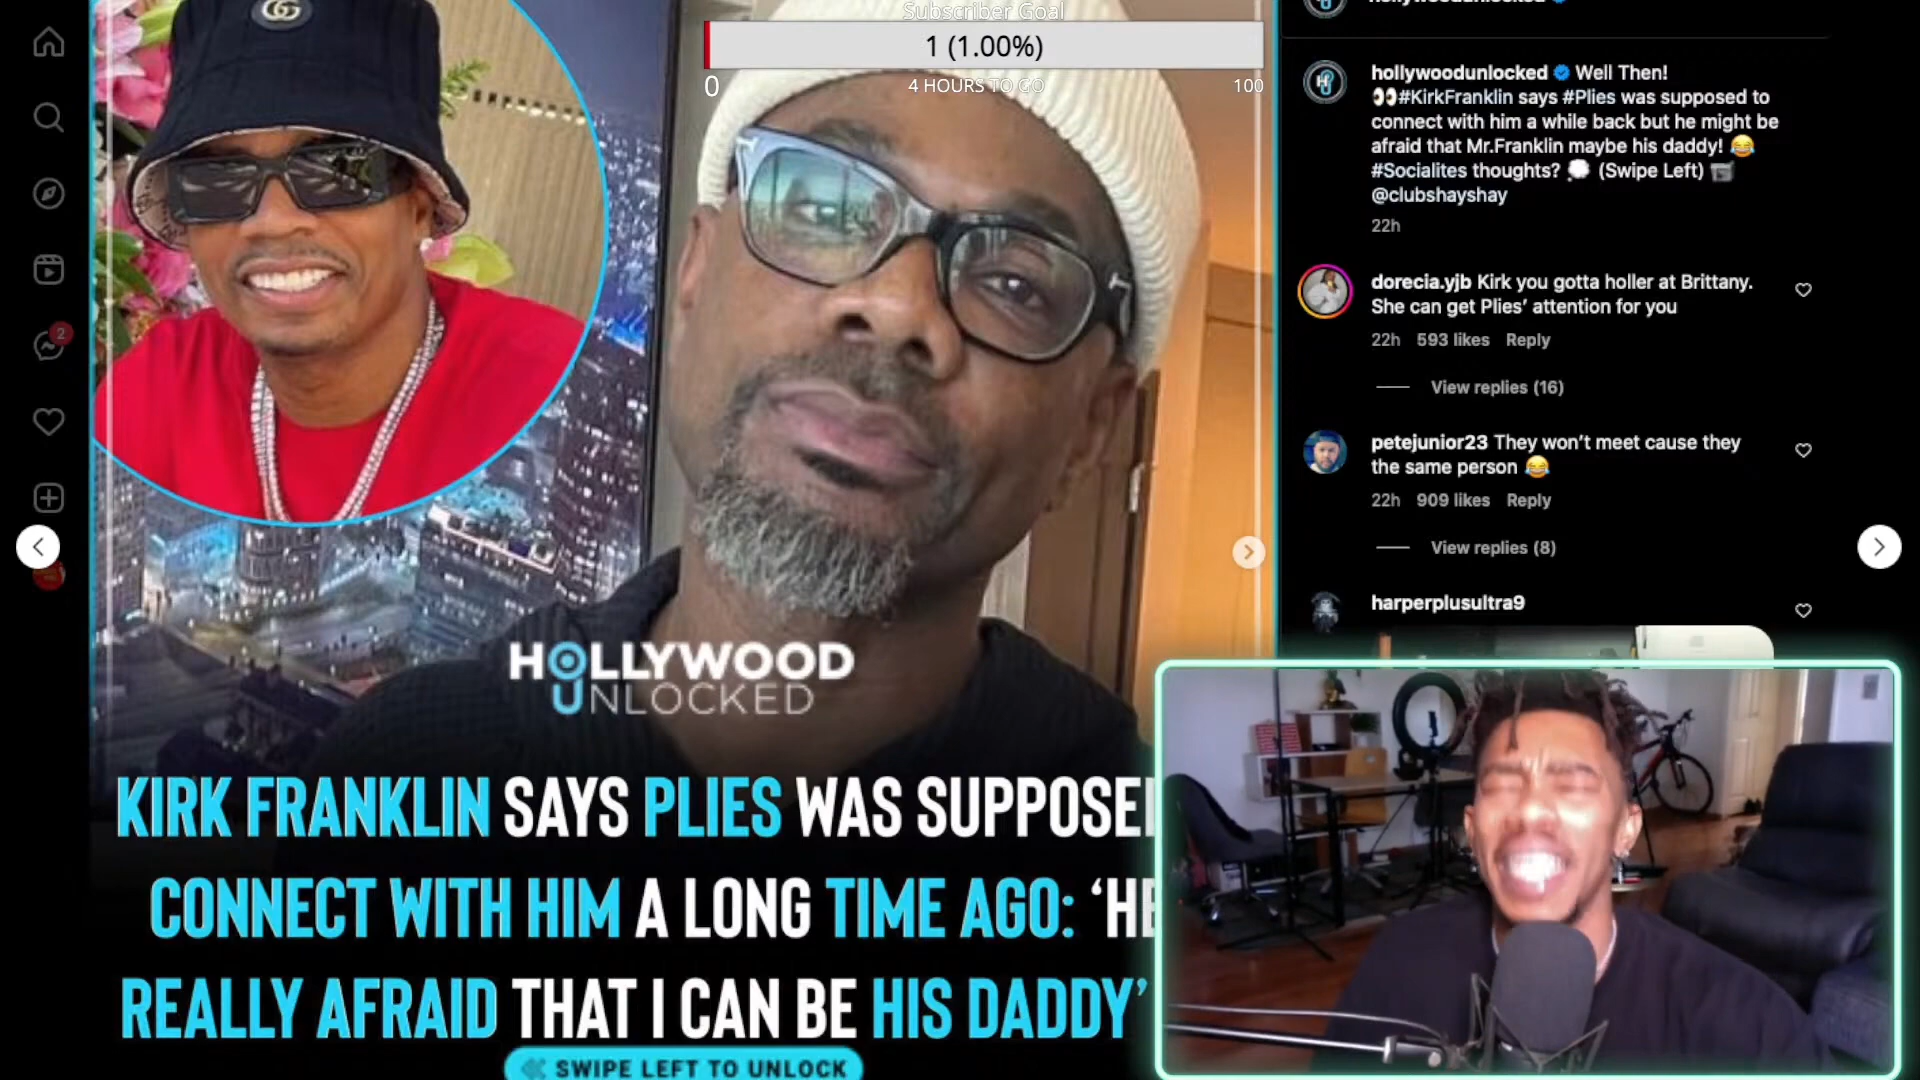 Subscriber Goal
1 (1.00%)
0
4 HOURS TO GO
100
hollywoodunlocked
hollywoodunlocked Well Then!
👀#KirkFranklin says #Plies was supposed to
connect with him a while back but he might be
afraid that Mr.Franklin maybe his daddy! 😂
#Socialites thoughts? 💭 (Swipe Left) 🎥
@clubshayshay
22h
dorecia.yjb Kirk you gotta holler at Brittany.
She can get Plies’ attention for you
22h 593 likes Reply
View replies (16)
petejunior23 They won’t meet cause they
the same person 😂
22h 909 likes Reply
View replies (8)
harperplusultra9
2
HOLLYWOOD
UNLOCKED
KIRK FRANKLIN SAYS PLIES WAS SUPPOSE
CONNECT WITH HIM A LONG TIME AGO: ‘HE
REALLY AFRAID THAT I CAN BE HIS DADDY’
SWIPE LEFT TO UNLOCK